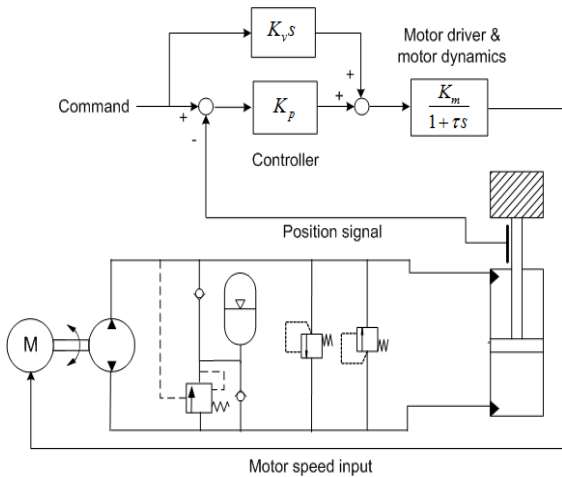 Motor driver &
motor dynamics
K_v s
+
Command
+
-
K_p
+
K_m
1 + τs
Controller
Position signal
M
Motor speed input